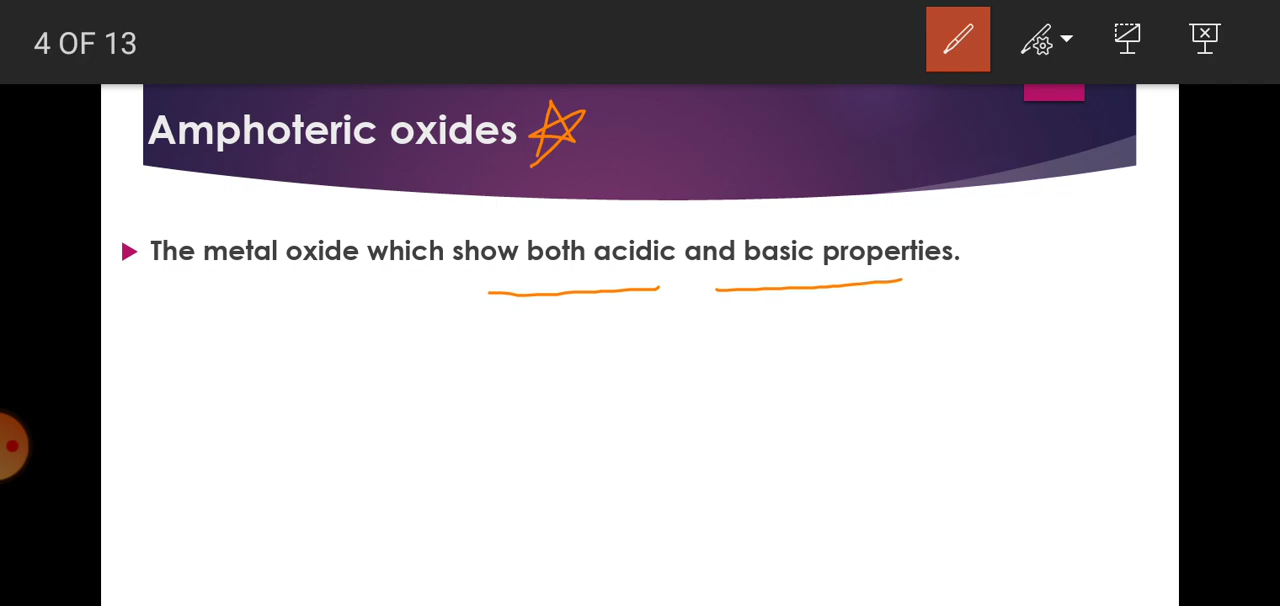 4 OF 13
Amphoteric oxides
The metal oxide which show both acidic and basic properties.